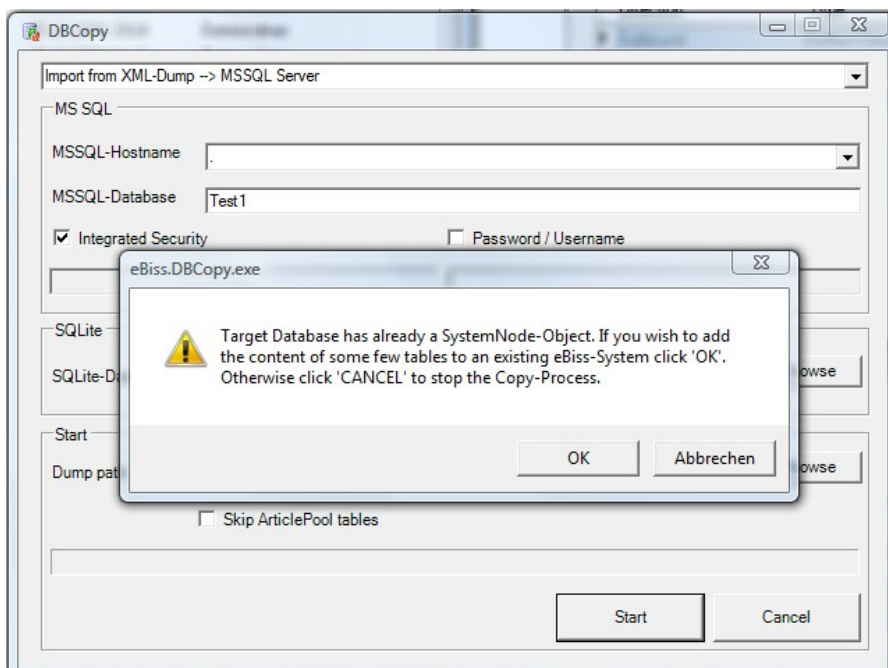 DBCopy
Import from XML-Dump --> MSSQL Server
MS SQL
MSSQL-Hostname
.
MSSQL-Database
Test1
Integrated Security
Password / Username
eBiss.DBCopy.exe
Target Database has already a SystemNode-Object. If you wish to add
the content of some few tables to an existing eBiss-System click 'OK'.
Otherwise click 'CANCEL' to stop the Copy-Process.
OK
Abbrechen
SQLite
Start
Dump
Skip ArticlePool tables
Start
Cancel